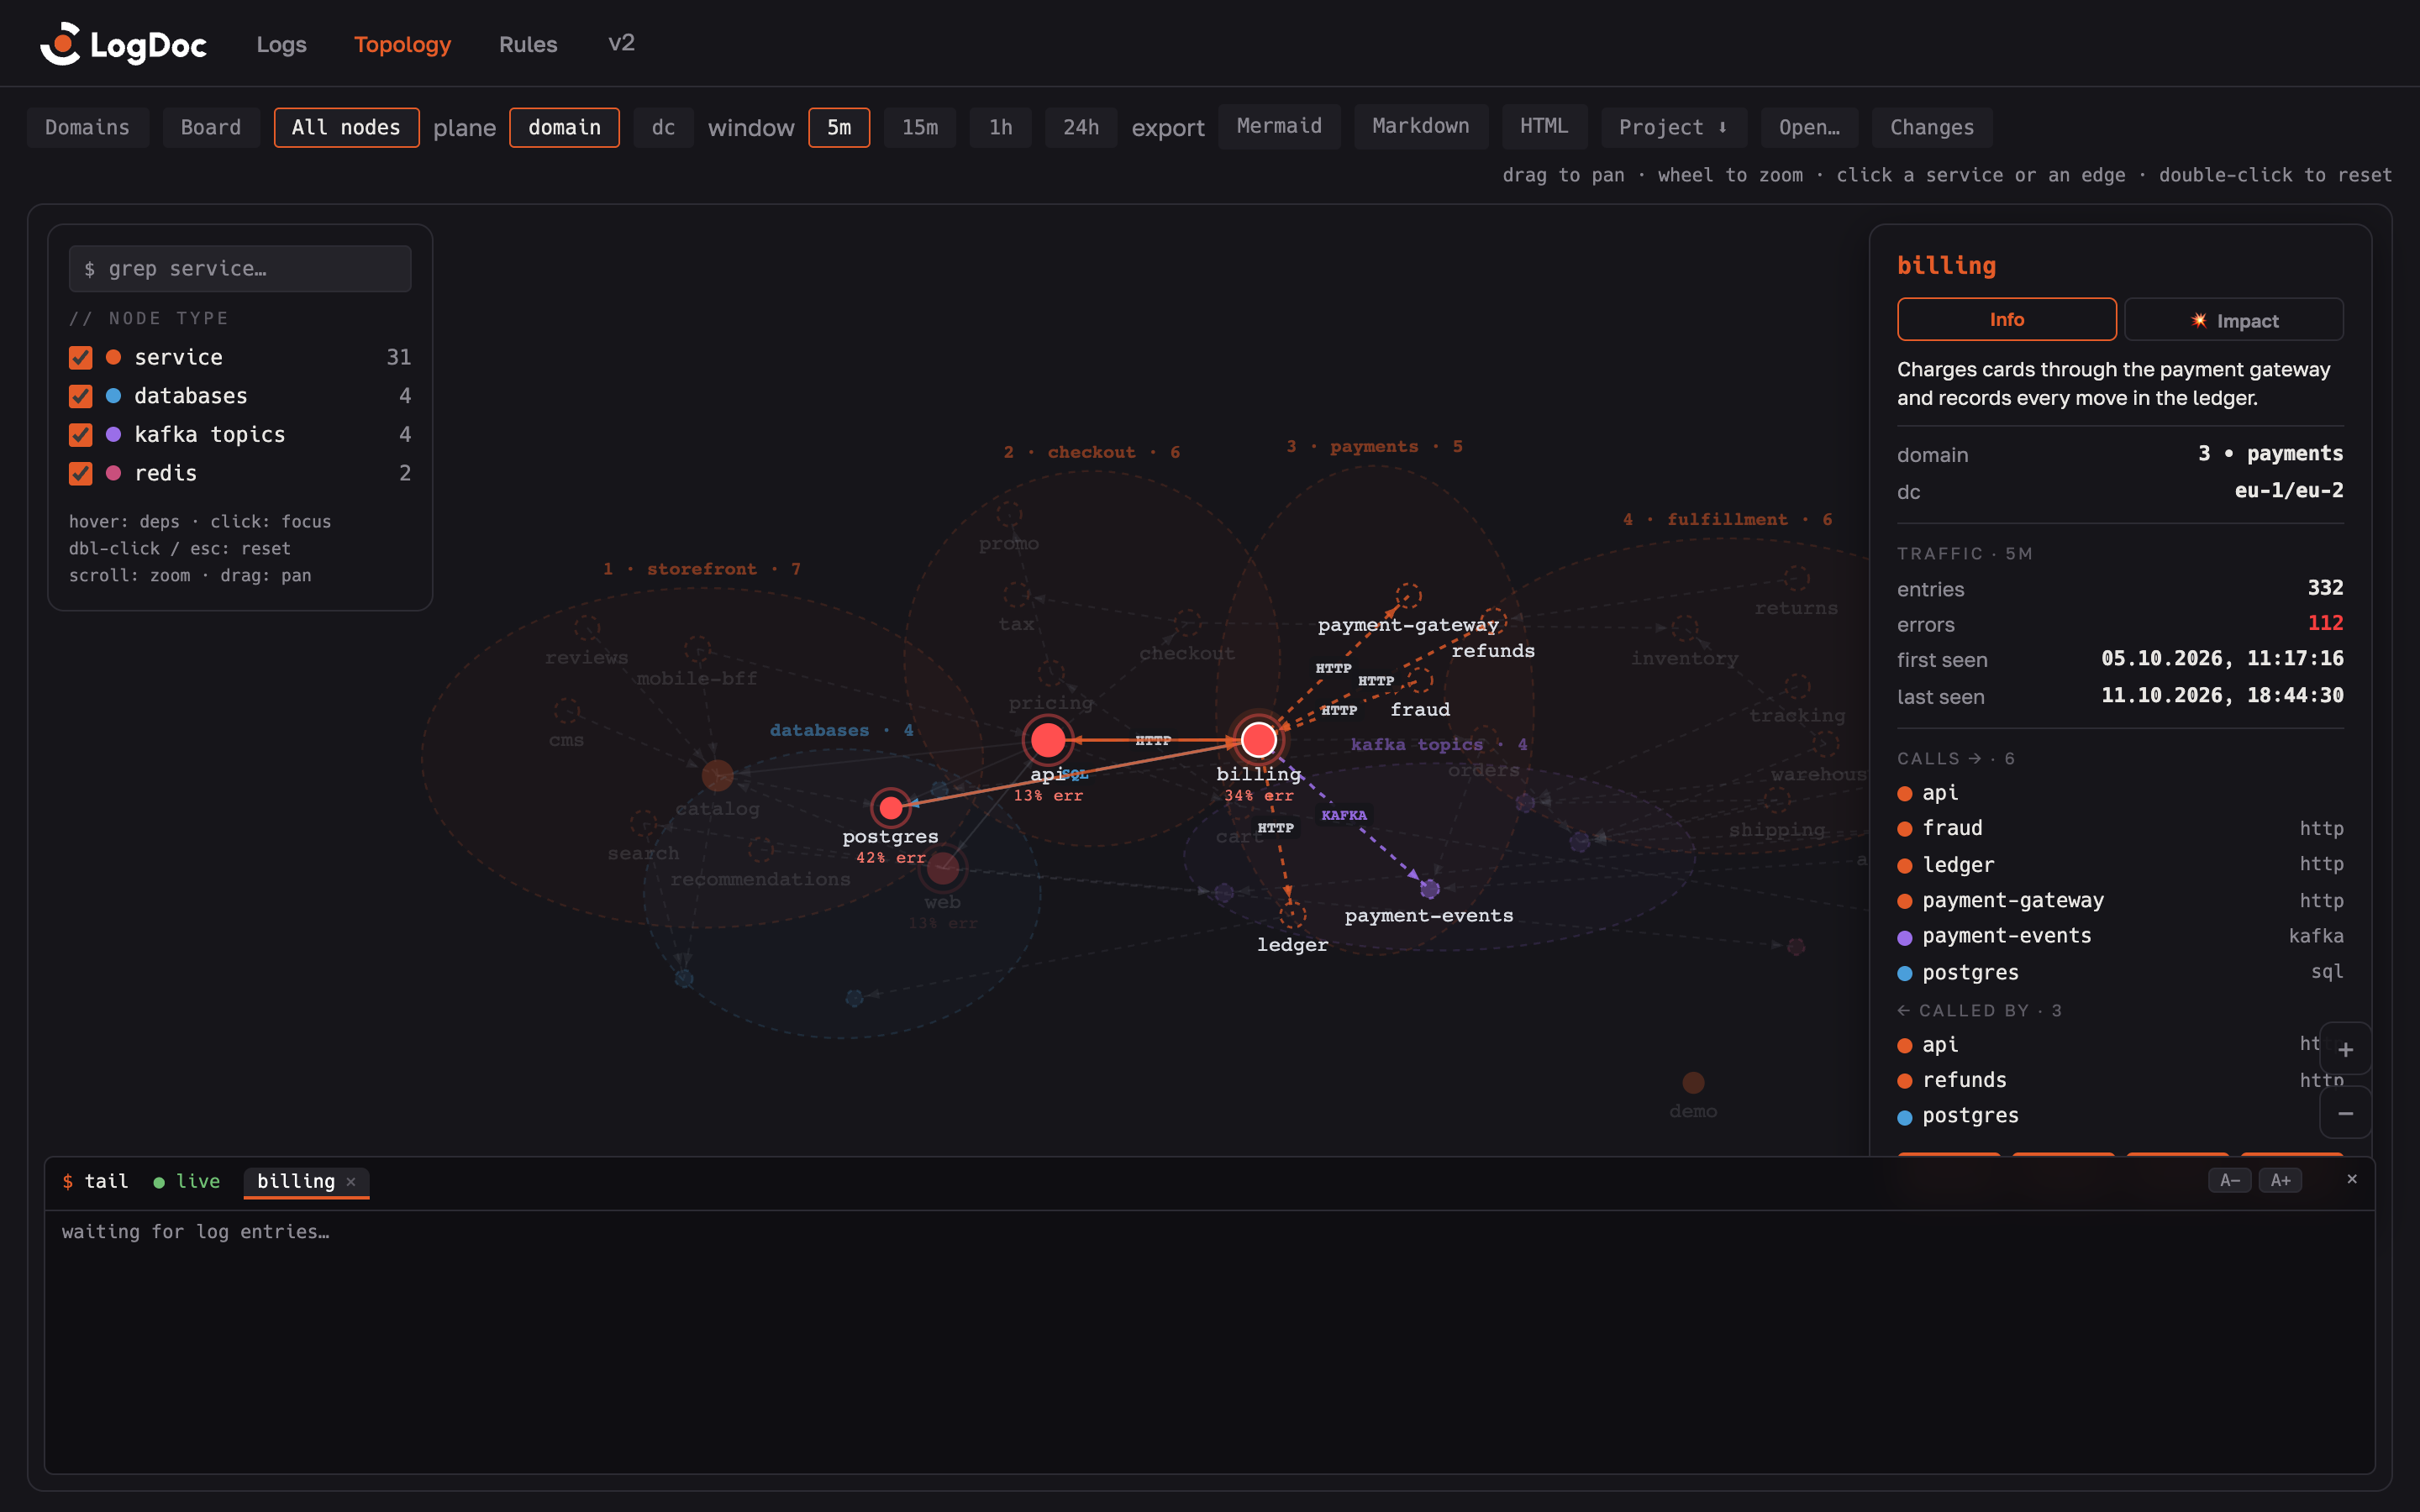 LogDoc Logs Topology Rules v2
Domains Board All nodes plane domain dc window 5m 15m 1h 24h export Mermaid Markdown HTML Project ⬇ Open… Changes
drag to pan · wheel to zoom · click a service or an edge · double-click to reset
$ grep service…
// NODE TYPE
service 31
databases 4
kafka topics 4
redis 2
hover: deps · click: focus
dbl-click / esc: reset
scroll: zoom · drag: pan
1 · storefront · 7
2 · checkout · 6
3 · payments · 5
4 · fulfillment · 6
databases · 4
kafka topics · 4
promo
tax
checkout
pricing
reviews
mobile-bff
cms
catalog
search
recommendations
web
13% err
api
13% err
SQL
HTTP
postgres
42% err
billing
34% err
payment-gateway
refunds
fraud
HTTP
HTTP
HTTP
HTTP
KAFKA
cart
orders
payment-events
ledger
returns
inventory
tracking
warehous
shipping
demo
billing
Info
💥 Impact
Charges cards through the payment gateway
and records every move in the ledger.
domain 3 • payments
dc eu-1/eu-2
TRAFFIC · 5M
entries 332
errors 112
first seen 05.10.2026, 11:17:16
last seen 11.10.2026, 18:44:30
CALLS → · 6
api
fraud http
ledger http
payment-gateway http
payment-events kafka
postgres sql
← CALLED BY · 3
api
refunds http
postgres
+
−
$ tail ● live billing ×
A− A+ ×
waiting for log entries…